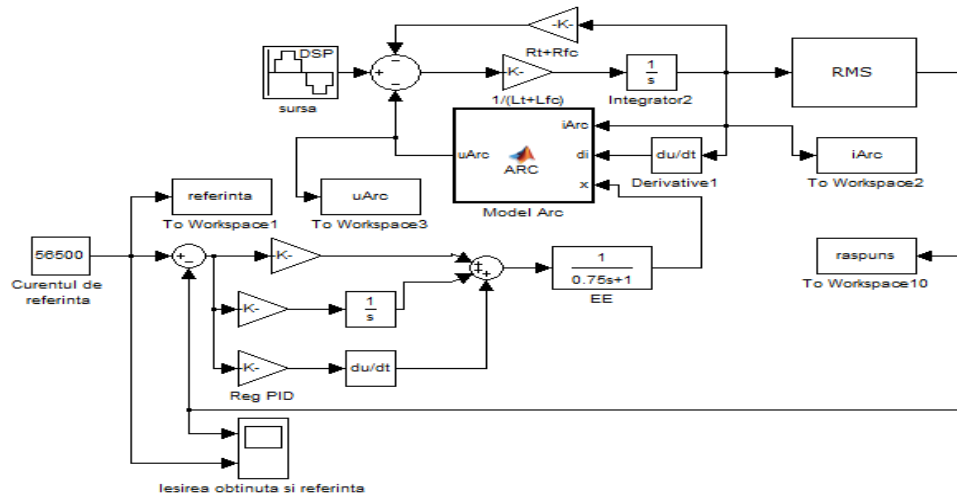 -K-
Rt+Rfc
DSP
sursa
+
−
−
K-
1/(Lt+Lfc)
1
s
Integrator2
RMS
iArc
uArc
di
ARC
x
Model Arc
du/dt
Derivative1
iArc
To Workspace2
referinta
To Workspace1
uArc
To Workspace3
56500
Curentul de
referinta
+
−
K-
+
+
+
1
0.75s+1
EE
raspuns
To Workspace10
K-
1
s
K-
du/dt
Reg PID
Iesirea obtinuta si referinta